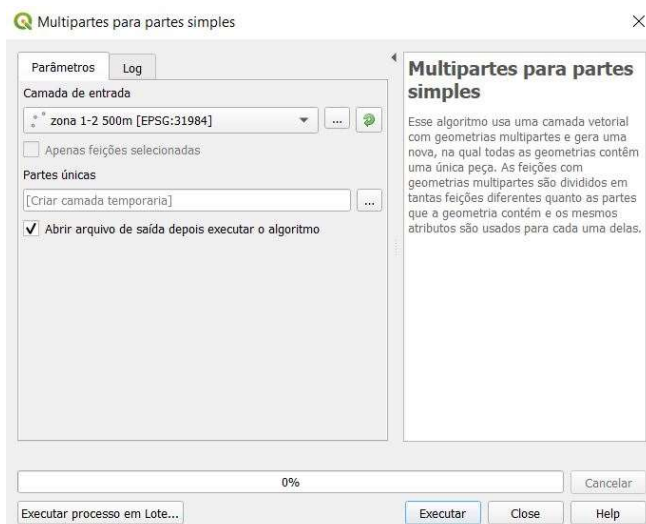 Multipartes para partes simples
Parâmetros
Log
Camada de entrada
zona 1-2 500m [EPSG:31984]
...
Apenas feições selecionadas
Partes únicas
[Criar camada temporaria]
...
Abrir arquivo de saída depois executar o algoritmo
Multipartes para partes
simples
Esse algoritmo usa uma camada vetorial
com geometrias multipartes e gera uma
nova, na qual todas as geometrias contêm
uma única peça. As feições com
geometrias multipartes são divididos em
tantas feições diferentes quanto as partes
que a geometria contém e os mesmos
atributos são usados para cada uma delas.
0%
Cancelar
Executar processo em Lote...
Executar
Close
Help